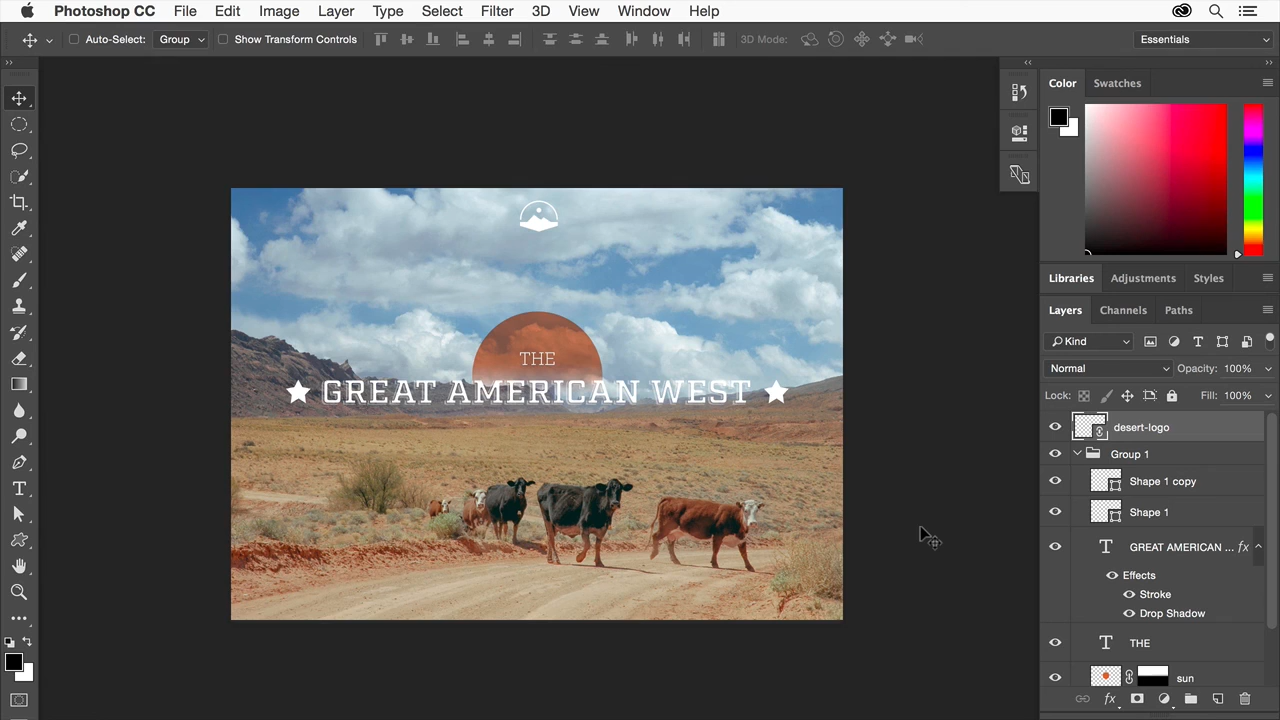 Photoshop CC File Edit Image Layer Type Select Filter 3D View Window Help
Auto-Select: Group Show Transform Controls 3D Mode: Essentials
Color Swatches
Libraries Adjustments Styles
Layers Channels Paths
Kind
Normal Opacity: 100%
Lock: Fill: 100%
desert-logo
Group 1
Shape 1 copy
Shape 1
GREAT AMERICAN ... fx
Effects
Stroke
Drop Shadow
THE
sun
fx
THE
GREAT AMERICAN WEST